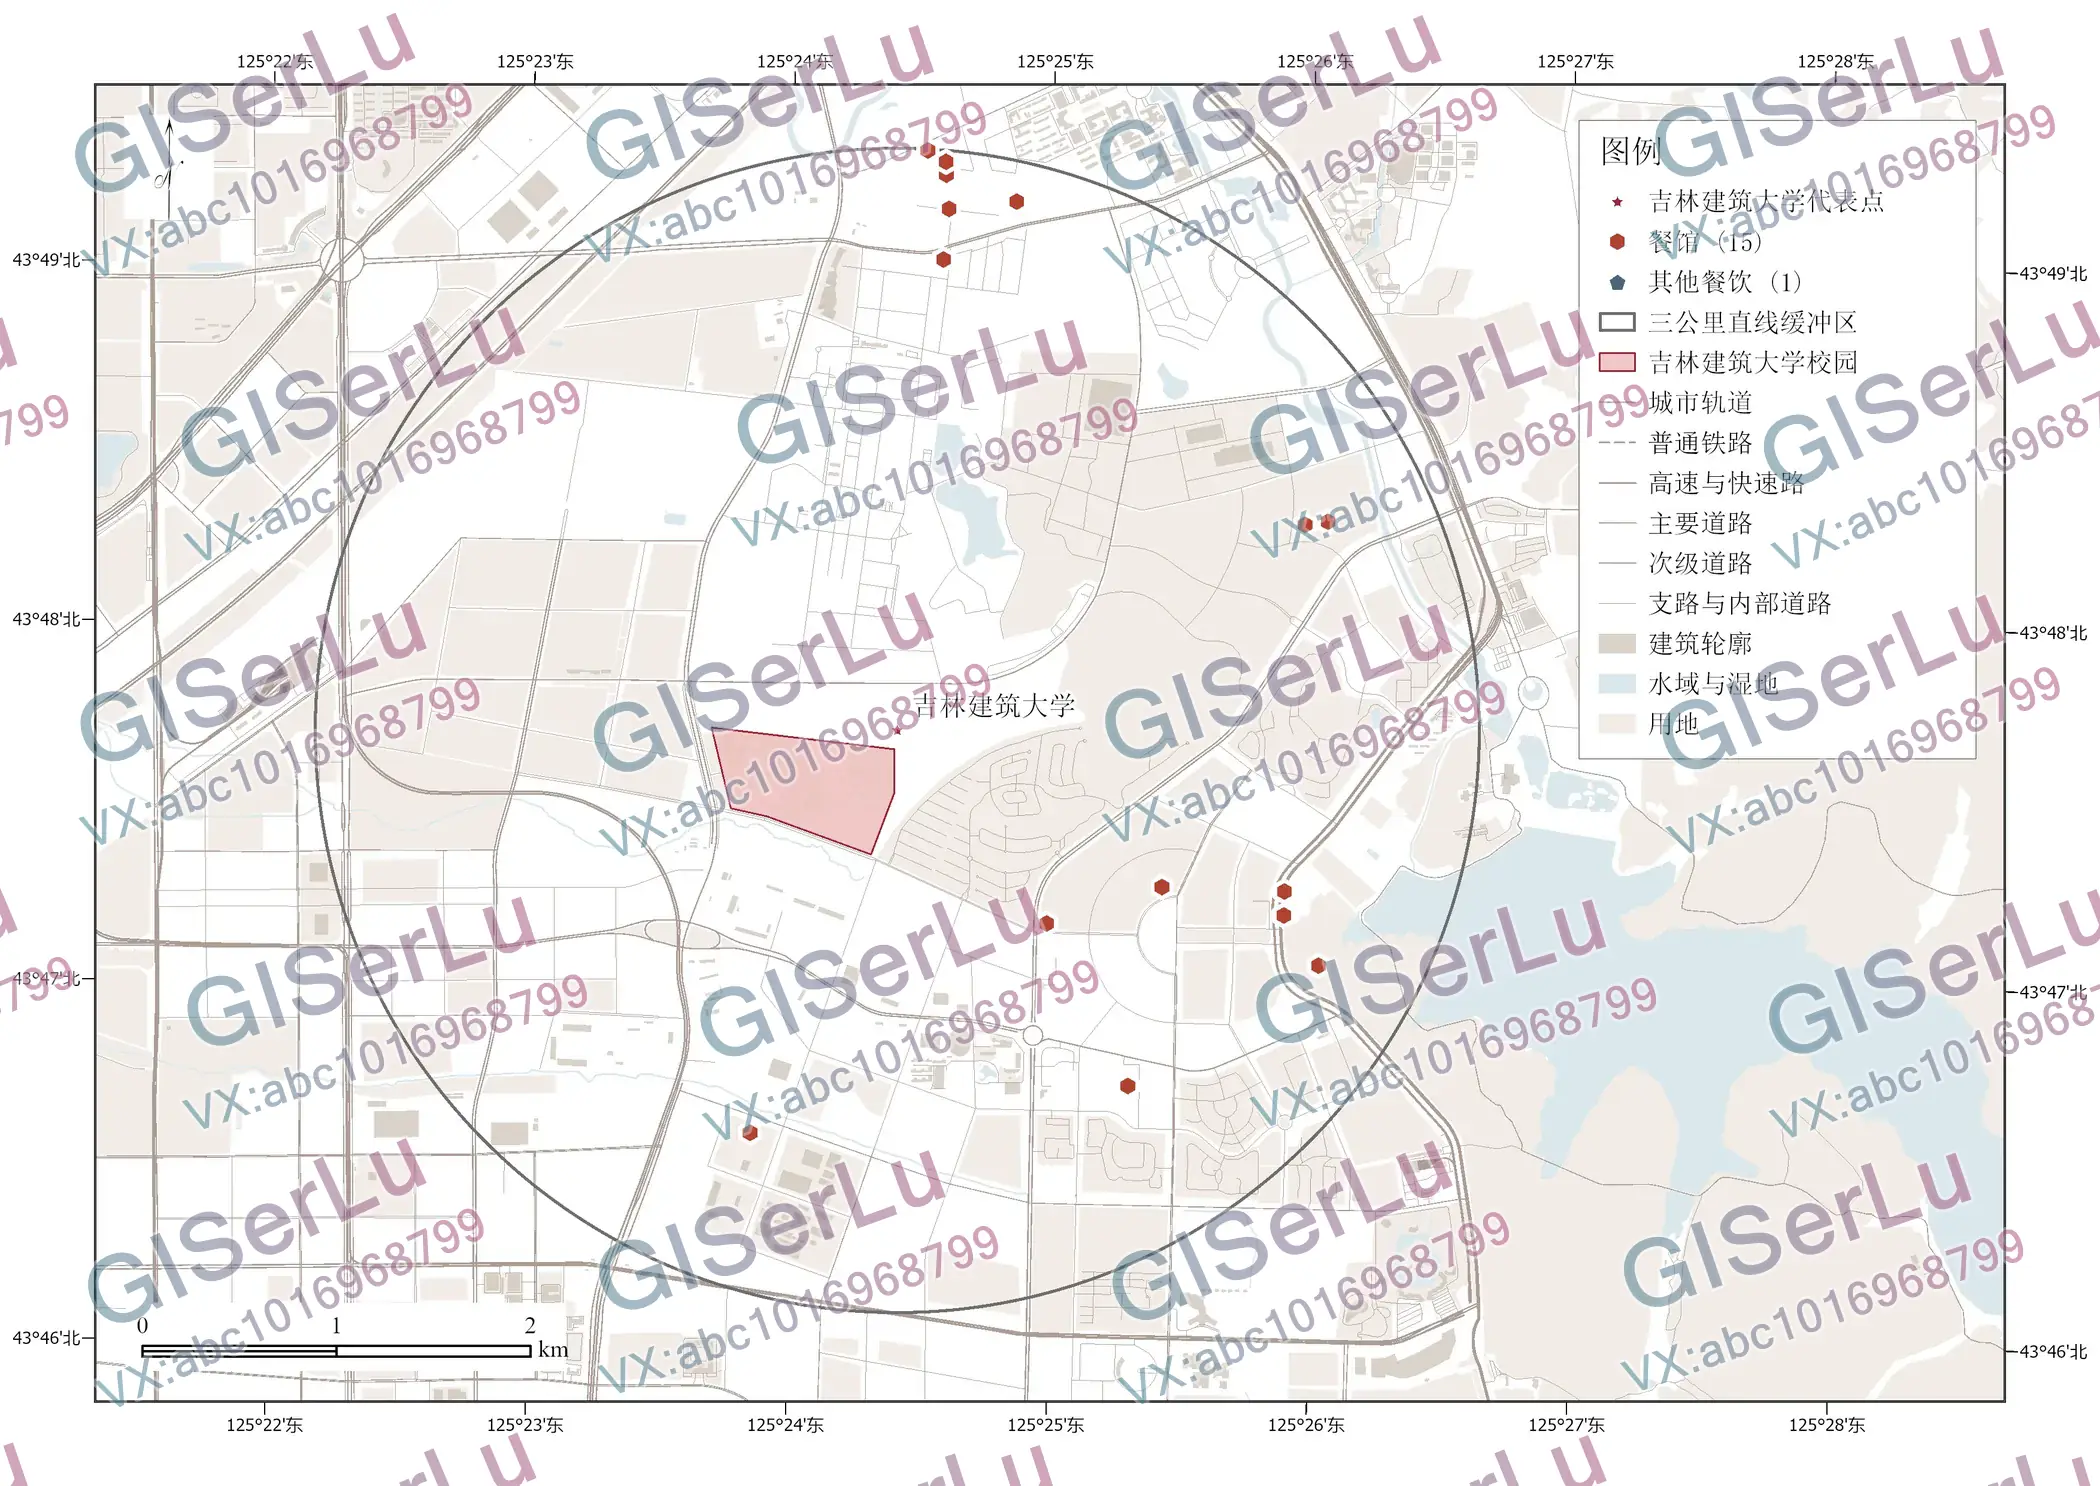 125°22'东 125°23'东 125°24'东 125°25'东 125°26'东 125°27'东 125°28'东
图例
吉林建筑大学代表点
43°49'北
餐馆 (15)
43°49'北
其他餐饮 (1)
三公里直线缓冲区
吉林建筑大学校园
城市轨道
普通铁路
高速与快速路
主要道路
次级道路
支路与内部道路
43°48'北
43°48'北
建筑轮廓
水域与湿地
用地
吉林建筑大学
43°47'北
43°47'北
0 1 2
km
43°46'北
43°46'北
125°22'东 125°23'东 125°24'东 125°25'东 125°26'东 125°27'东 125°28'东
GISerLu
VX:abc1016968799